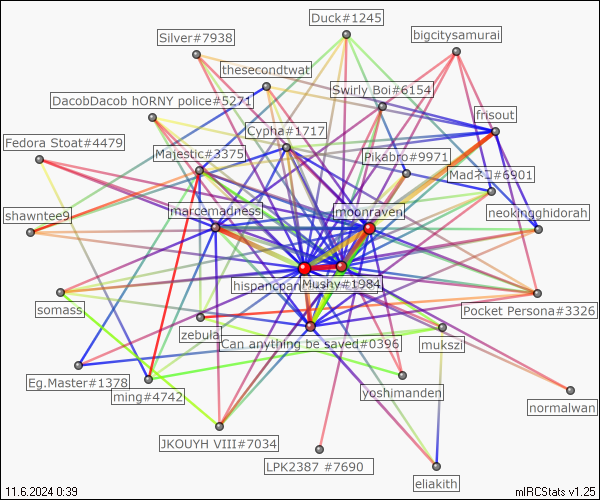 Duck#1245
Silver#7938
bigcitysamurai
thesecondtwat
Swirly Boi#6154
DacobDacob hORNY police#5271
frisout
Cypha#1717
Fedora Stoat#4479
Majestic#3375
Pikabro#9971
Madネコ#6901
marcemadness
moonraven
neokingghidorah
shawntee9
hispanopan
Mushy#1984
somass
Pocket Persona#3326
zebula
Can anything be saved#0396
mukszi
Eg.Master#1378
ming#4742
yoshimanden
normalwan
JKOUYH VIII#7034
LPK2387 #7690
eliakith
11.6.2024 0:39
mIRCStats v1.25